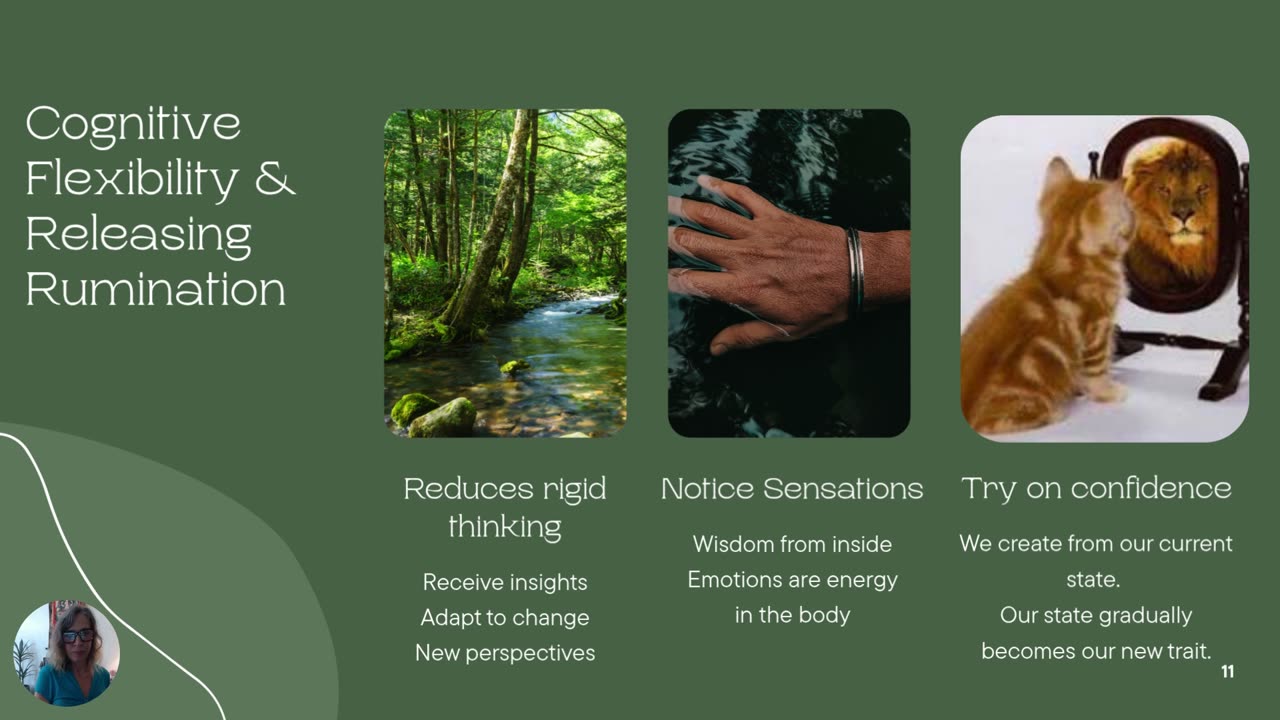 Cognitive
Flexibility &
Releasing
Rumination
Reduces rigid
thinking
Receive insights
Adapt to change
New perspectives
Notice Sensations
Wisdom from inside
Emotions are energy
in the body
Try on confidence
We create from our current
state.
Our state gradually
becomes our new trait.
11